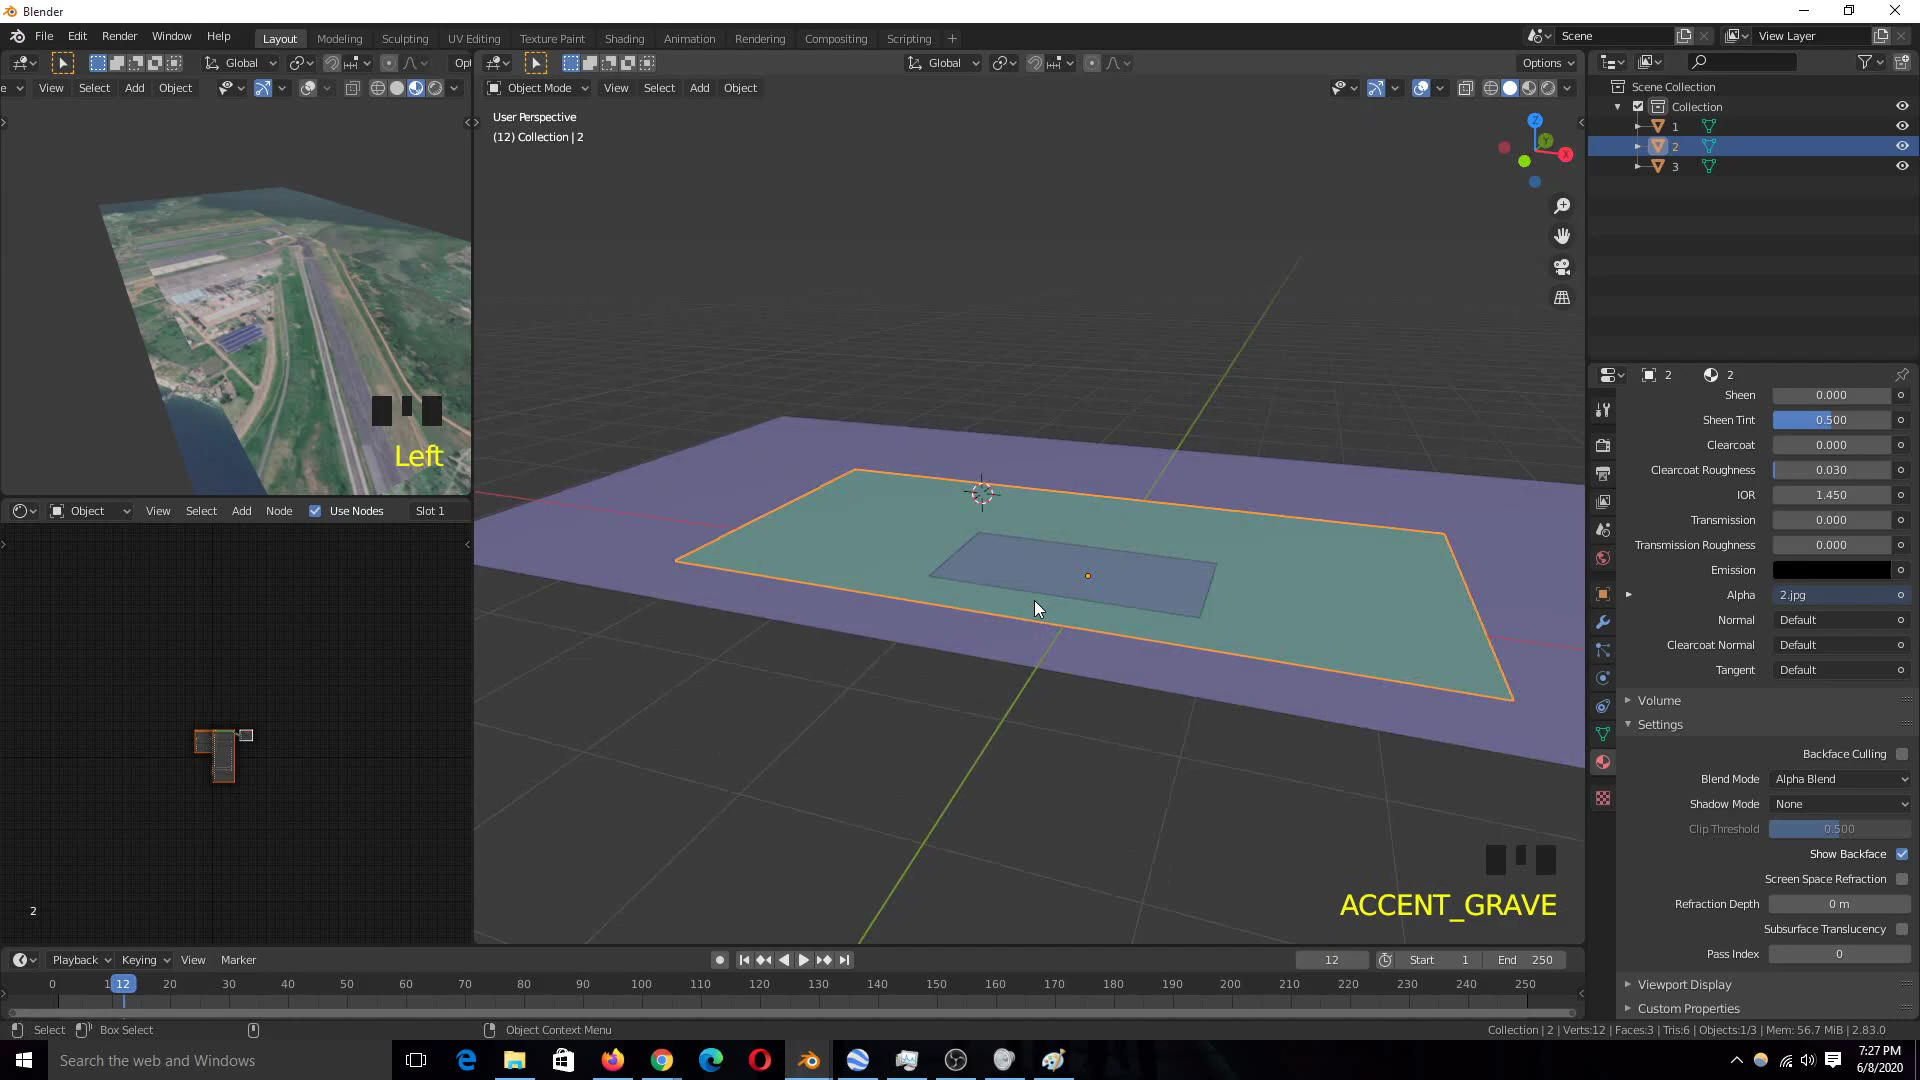 Blender
File Edit Render Window Help
Layout Modeling Sculpting UV Editing Texture Paint Shading Animation Rendering Compositing Scripting +
Scene
View Layer
Global
Opt
Global
Options
View Select Add Object
Object Mode View Select Add Object
User Perspective
(12) Collection | 2
Z
Y
X
Scene Collection
Collection
1
2
3
2
2
Sheen 0.000
Sheen Tint 0.500
Clearcoat 0.000
Clearcoat Roughness 0.030
IOR 1.450
Transmission 0.000
Transmission Roughness 0.000
Emission
Alpha 2.jpg
Normal Default
Clearcoat Normal Default
Tangent Default
Volume
Settings
Backface Culling
Blend Mode Alpha Blend
Shadow Mode None
Clip Threshold 0.500
Show Backface
Screen Space Refraction
Refraction Depth 0 m
Subsurface Translucency
Pass Index 0
Viewport Display
Custom Properties
Left
Object View Select Add Node Use Nodes Slot 1
2
ACCENT_GRAVE
Playback Keying View Marker
12
Start 1
End 250
0 1 12 20 30 40 50 60 70 80 90 100 110 120 130 140 150 160 170 180 190 200 210 220 230 240 250
Select Box Select Object Context Menu
Collection | 2 | Verts:12 | Faces:3 | Tris:6 | Objects:1/3 | Mem: 56.7 MiB | 2.83.0
Search the web and Windows
7:27 PM
6/8/2020